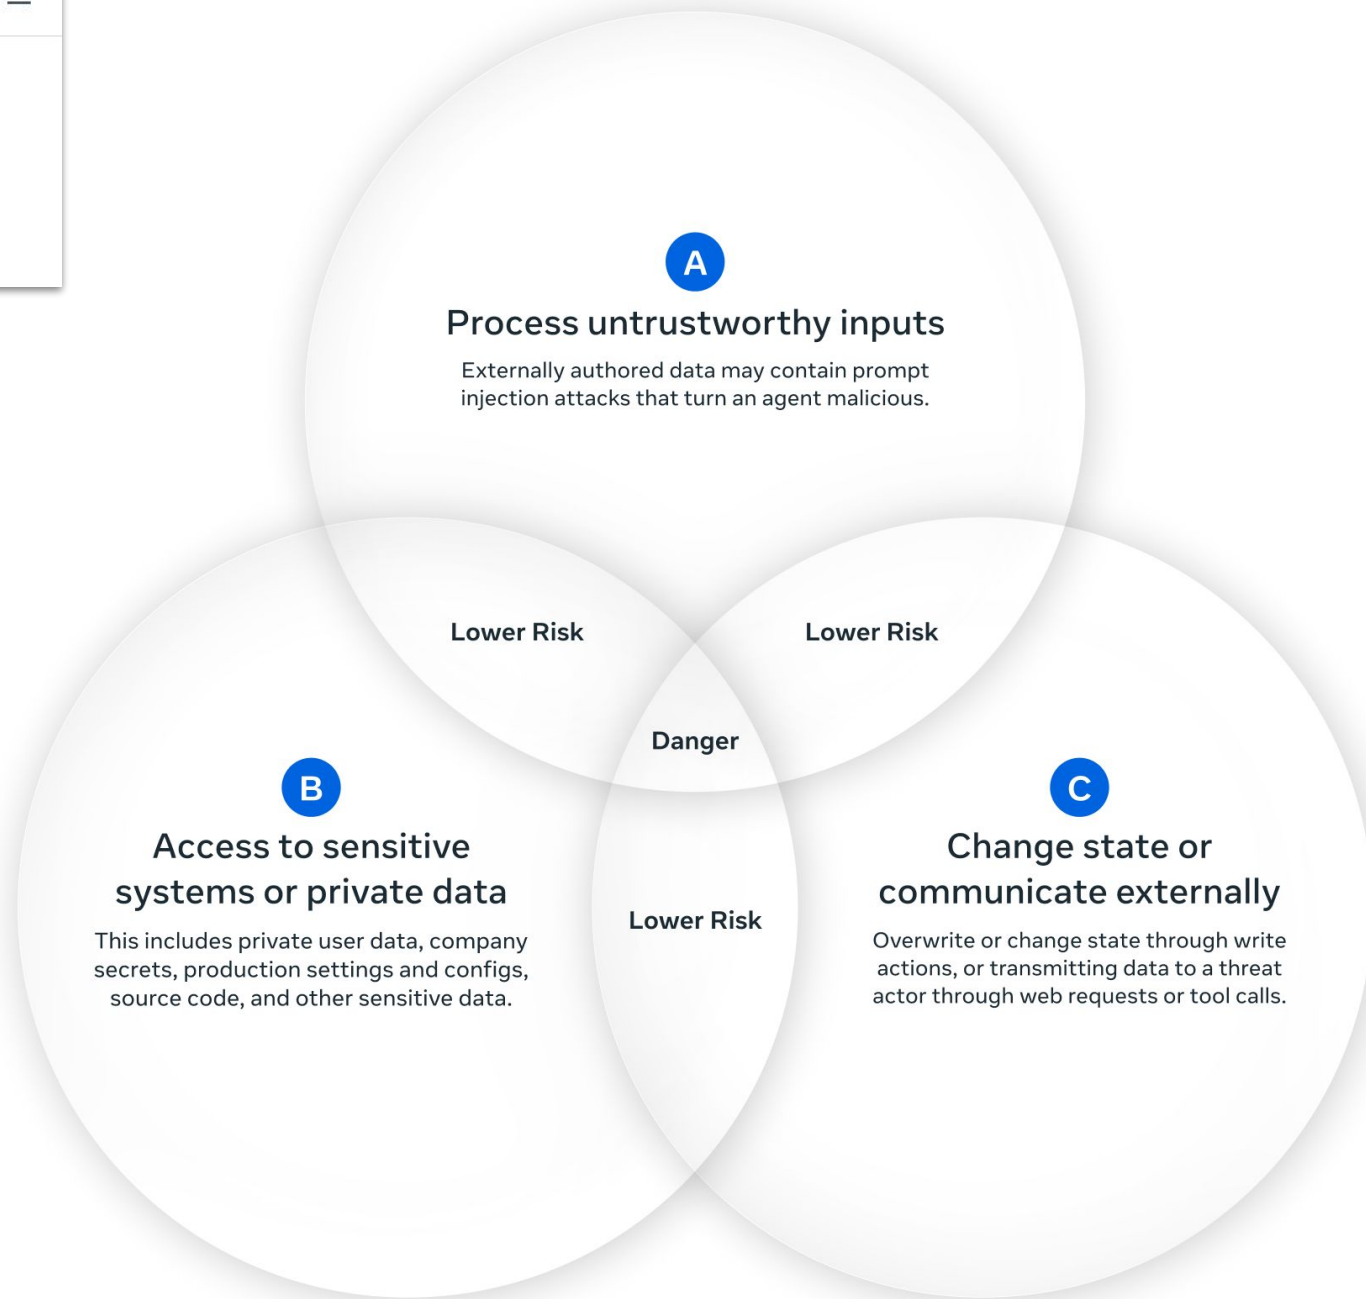 A
Process untrustworthy inputs
Externally authored data may contain prompt
injection attacks that turn an agent malicious.
Lower Risk
Lower Risk
Danger
B
Access to sensitive
systems or private data
This includes private user data, company
secrets, production settings and configs,
source code, and other sensitive data.
Lower Risk
C
Change state or
communicate externally
Overwrite or change state through write
actions, or transmitting data to a threat
actor through web requests or tool calls.